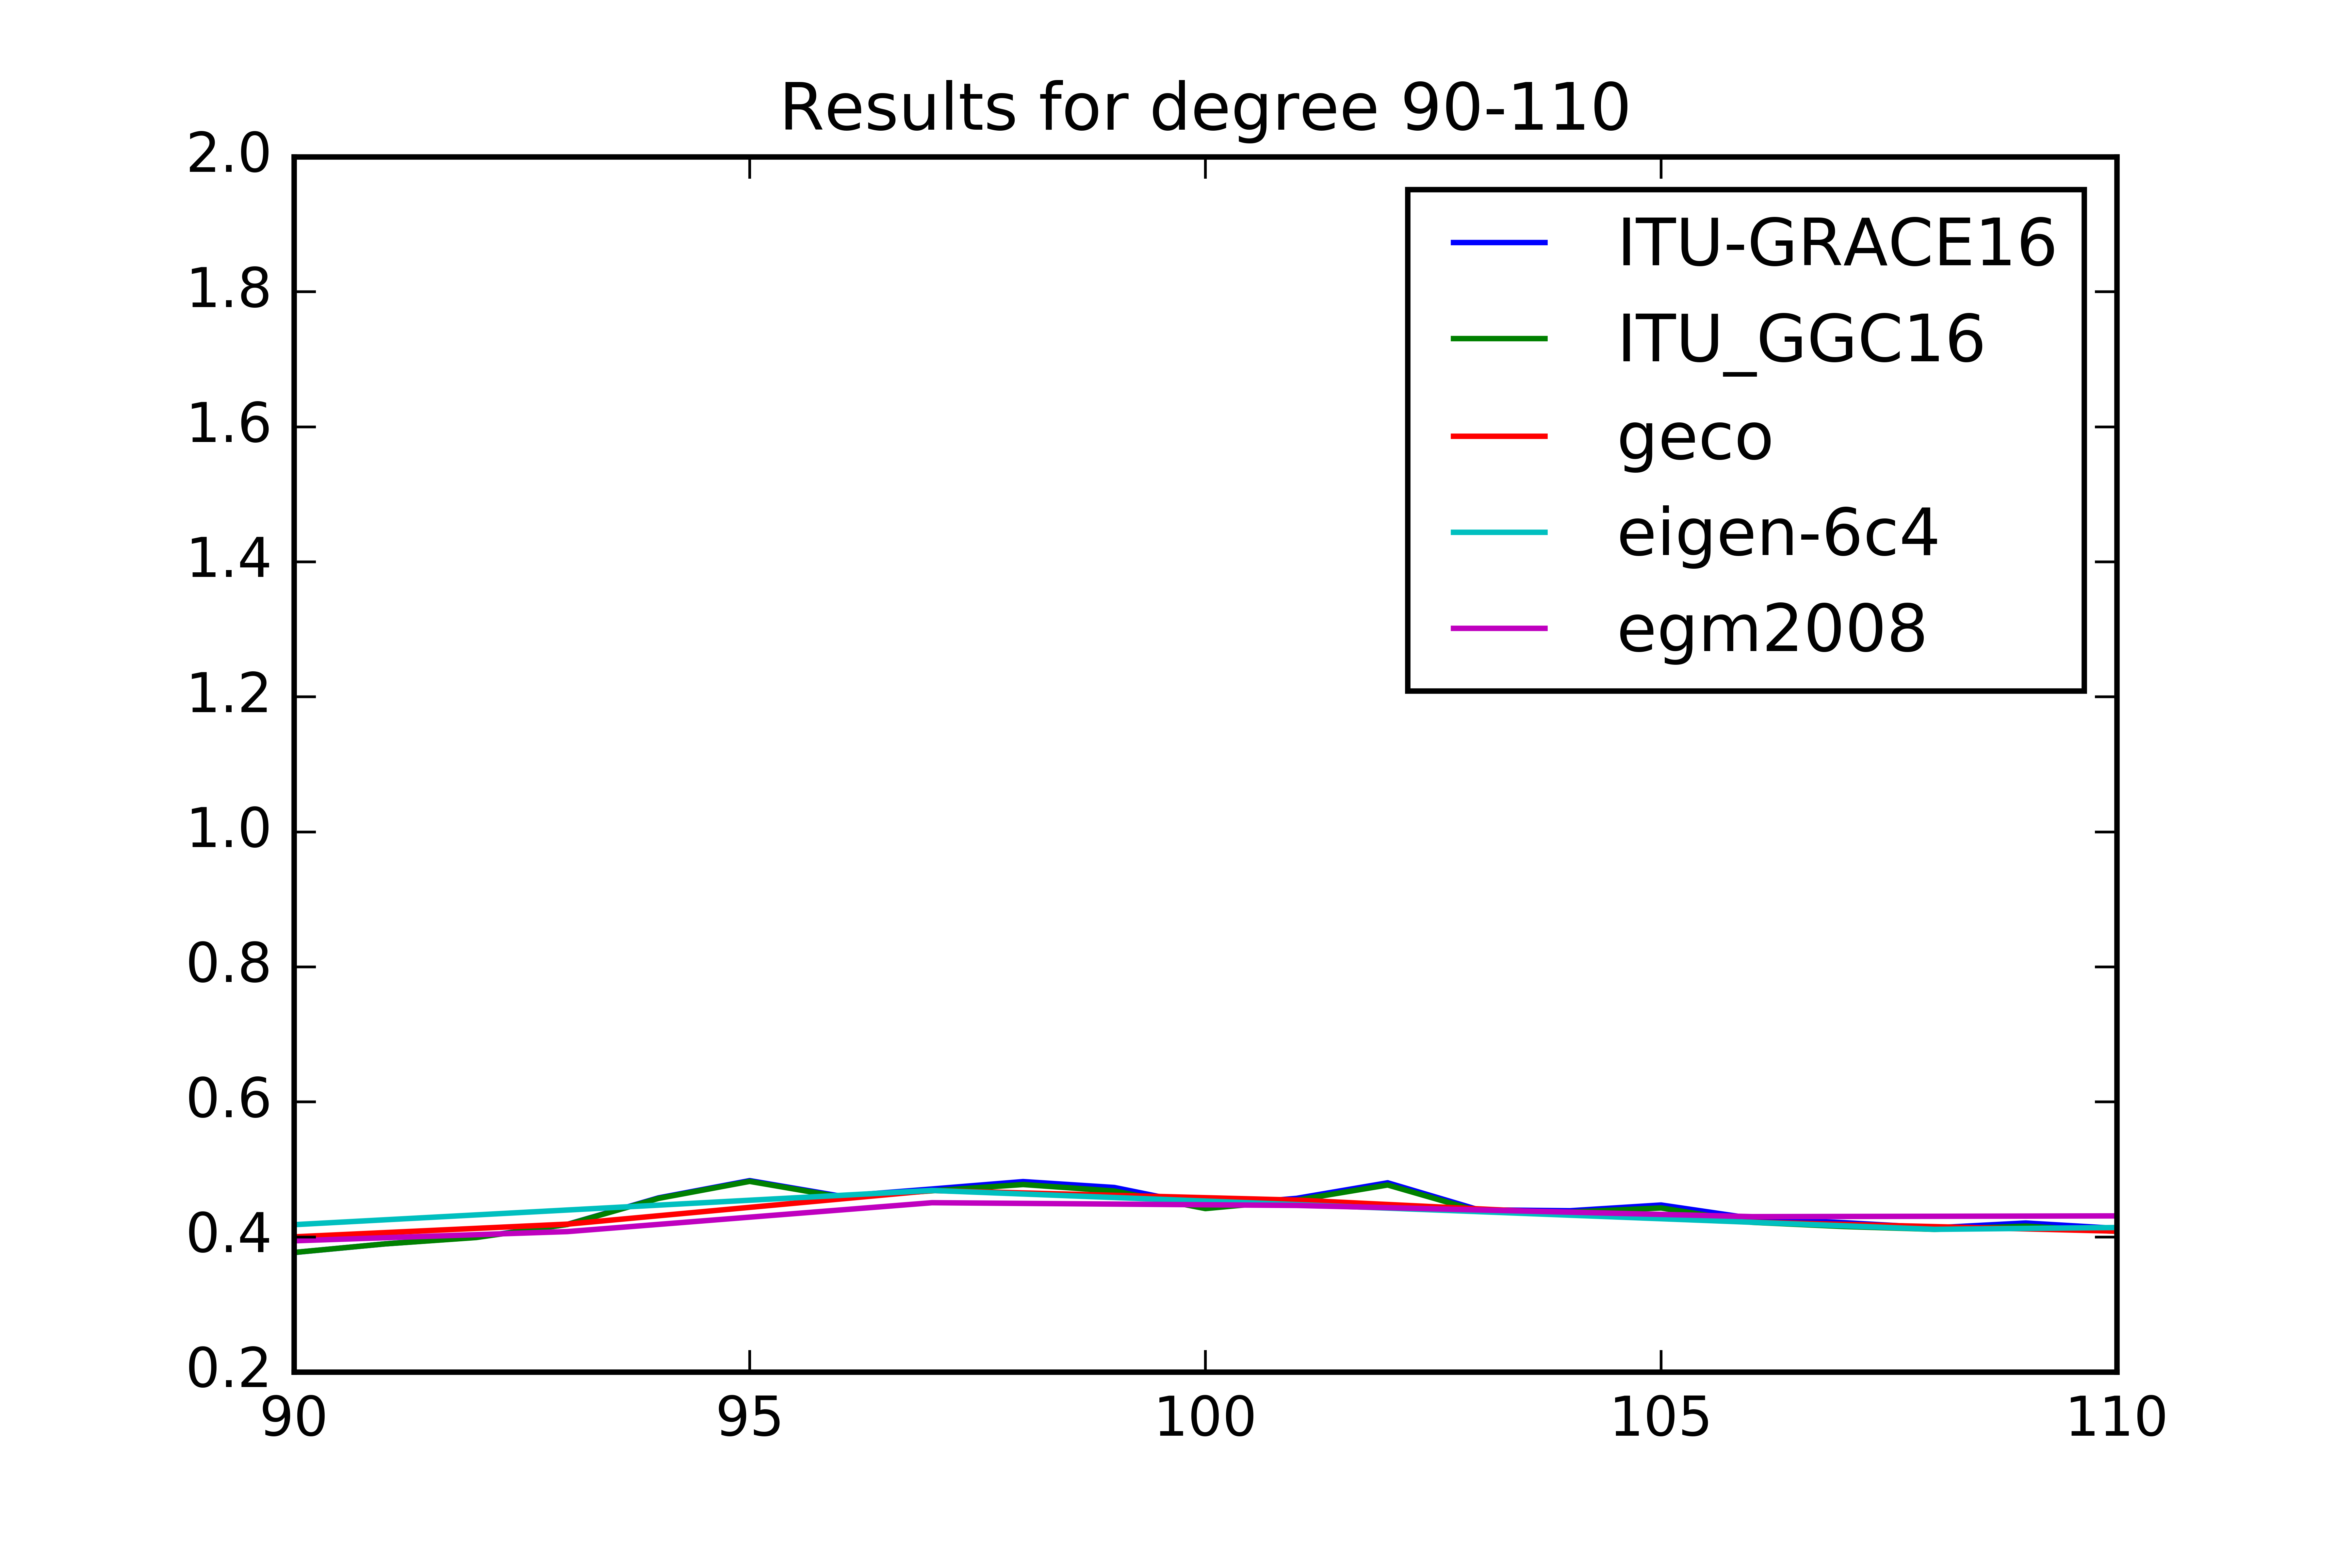 Results for degree 90-110
2.0
1.8
1.6
1.4
1.2
1.0
0.8
0.6
0.4
0.2
90 95 100 105 110
ITU-GRACE16
ITU_GGC16
geco
eigen-6c4
egm2008